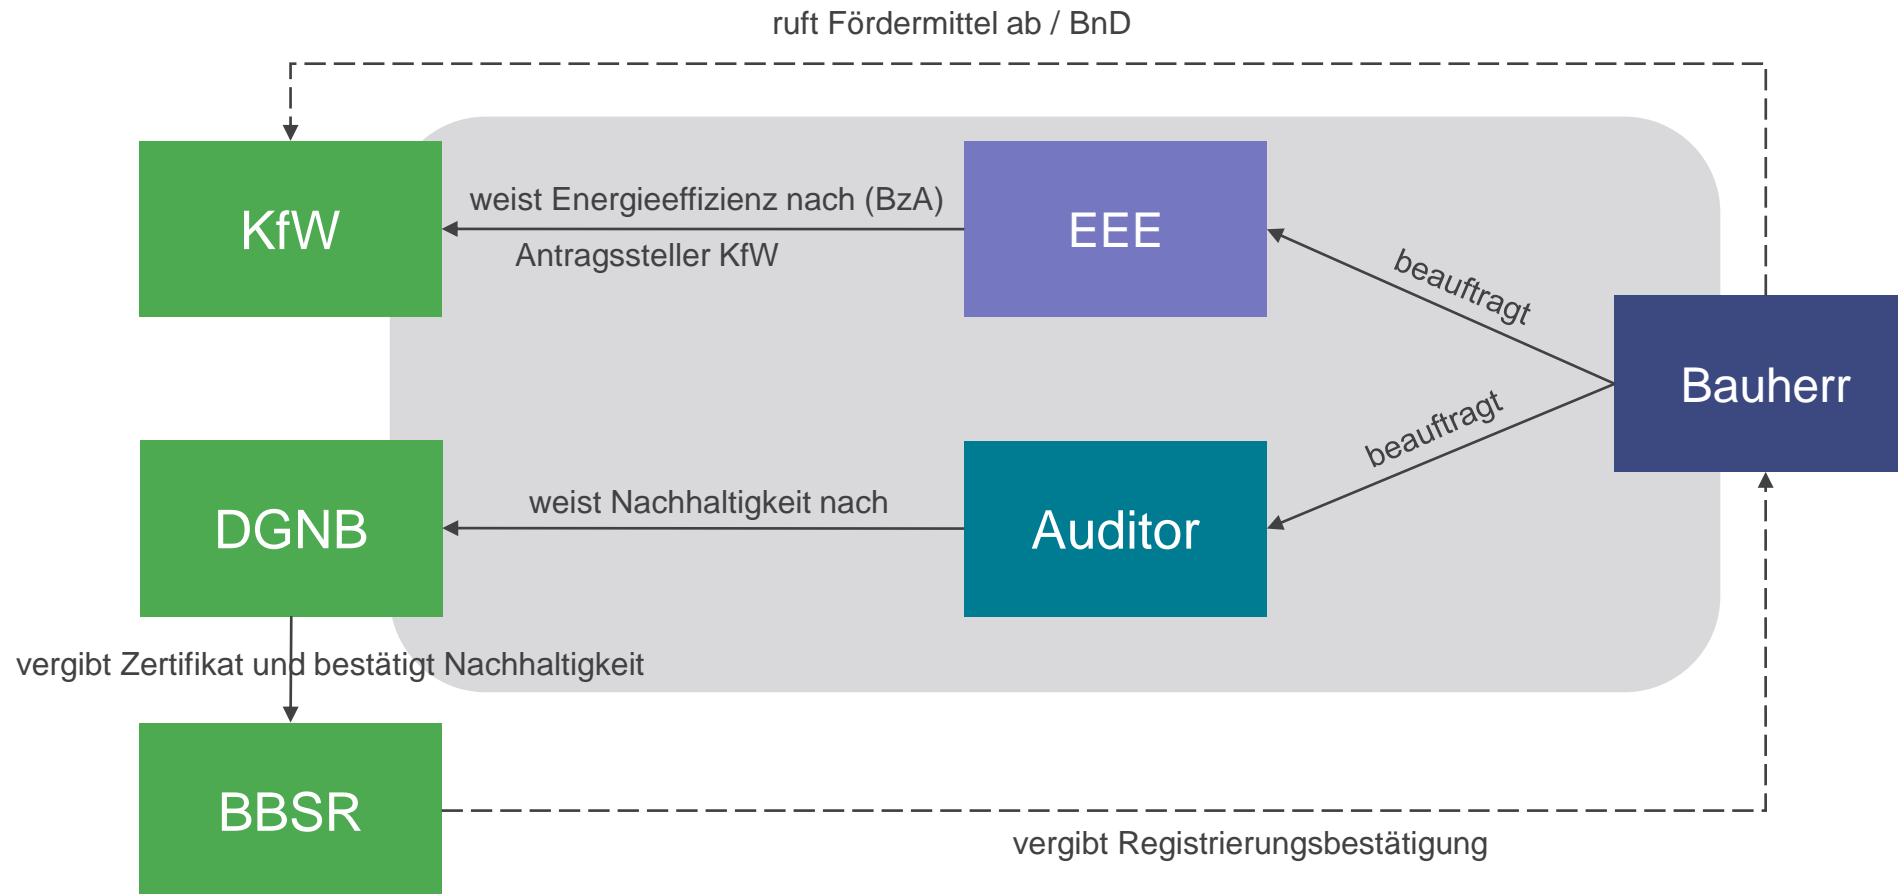 ruft Fördermittel ab / BnD
KfW
weist Energieeffizienz nach (BzA)
Antragssteller KfW
EEE
beauftragt
Bauherr
beauftragt
DGNB
weist Nachhaltigkeit nach
Auditor
vergibt Zertifikat und bestätigt Nachhaltigkeit
BBSR
vergibt Registrierungsbestätigung